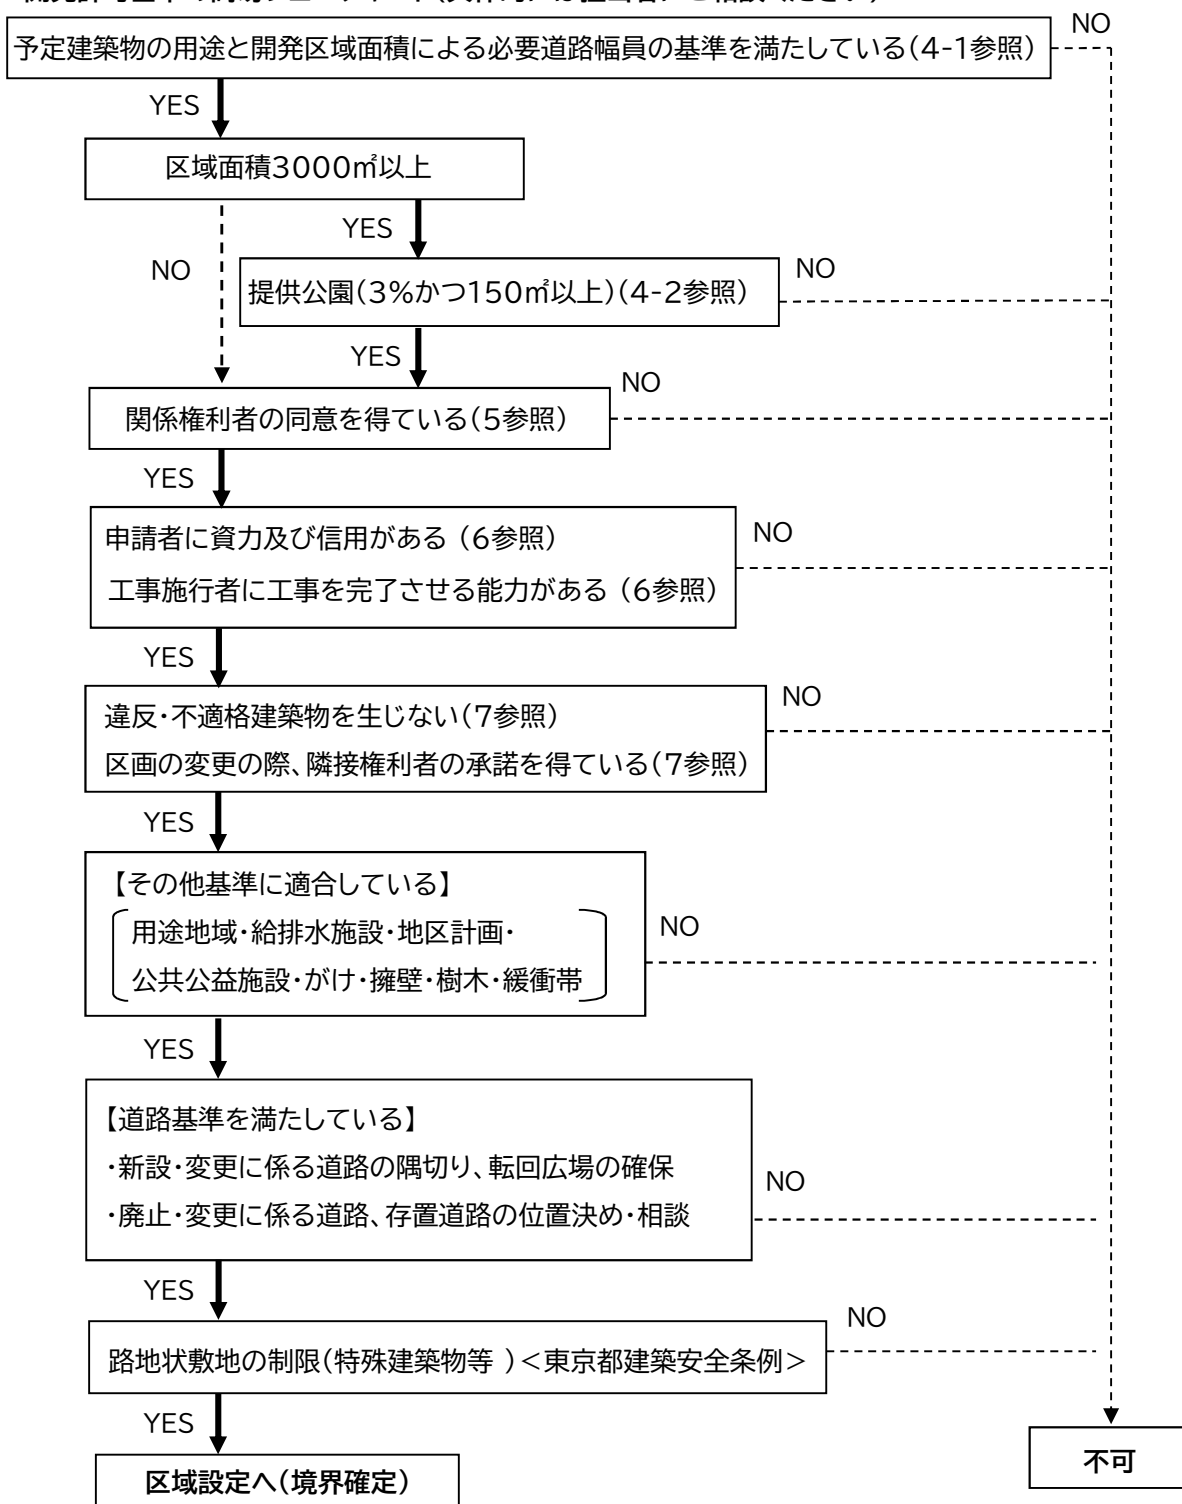 予定建築物の用途と開発区域面積による必要道路幅員の基準を満たしている(4-1参照)
NO
YES
区域面積3000㎡以上
YES
NO
提供公園(3%かつ150㎡以上)(4-2参照)
NO
YES
関係権利者の同意を得ている(5参照)
NO
YES
申請者に資力及び信用がある (6参照)
工事施行者に工事を完了させる能力がある (6参照)
NO
YES
違反・不適格建築物を生じない(7参照)
区画の変更の際、隣接権利者の承諾を得ている(7参照)
NO
YES
【その他基準に適合している】
用途地域・給排水施設・地区計画・
公共公益施設・がけ・擁壁・樹木・緩衝帯
NO
YES
【道路基準を満たしている】
・新設・変更に係る道路の隅切り、転回広場の確保
・廃止・変更に係る道路、存置道路の位置決め・相談
NO
YES
路地状敷地の制限(特殊建築物等 )<東京都建築安全条例>
NO
YES
区域設定へ(境界確定)
不可